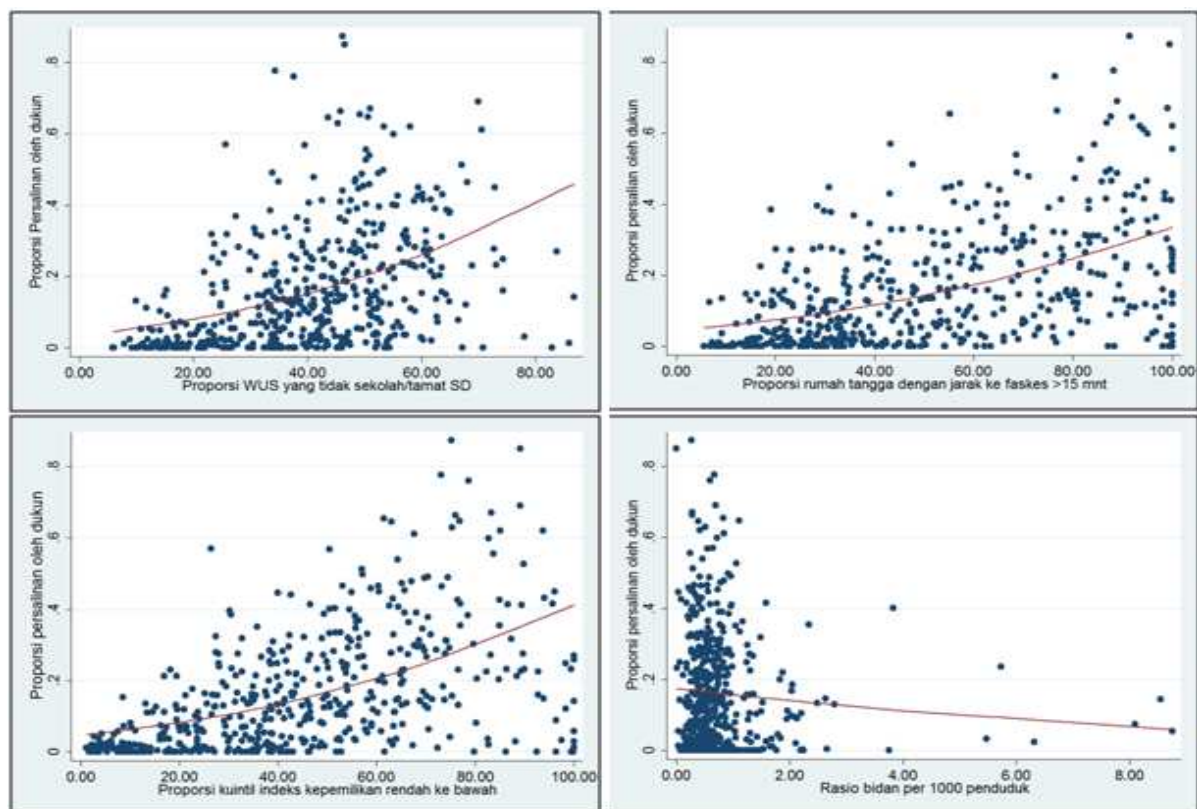 Proporsi Persalinan oleh dukun
.8
.6
.4
.2
0
0.00 20.00 40.00 60.00 80.00
Proporsi WUS yang tidak sekolah/tamat SD
Proporsi persalian oleh dukun
.8
.6
.4
.2
0
0.00 20.00 40.00 60.00 80.00 100.00
Proporsi rumah tangga dengan jarak ke faskes >15 mnt
Proporsi persalinan oleh dukun
.8
.6
.4
.2
0
0.00 20.00 40.00 60.00 80.00 100.00
Proporsi kuintil indeks kepemilikan rendah ke bawah
Proporsi persalinan oleh dukun
.8
.6
.4
.2
0
0.00 2.00 4.00 6.00 8.00
Rasio bidan per 1000 penduduk